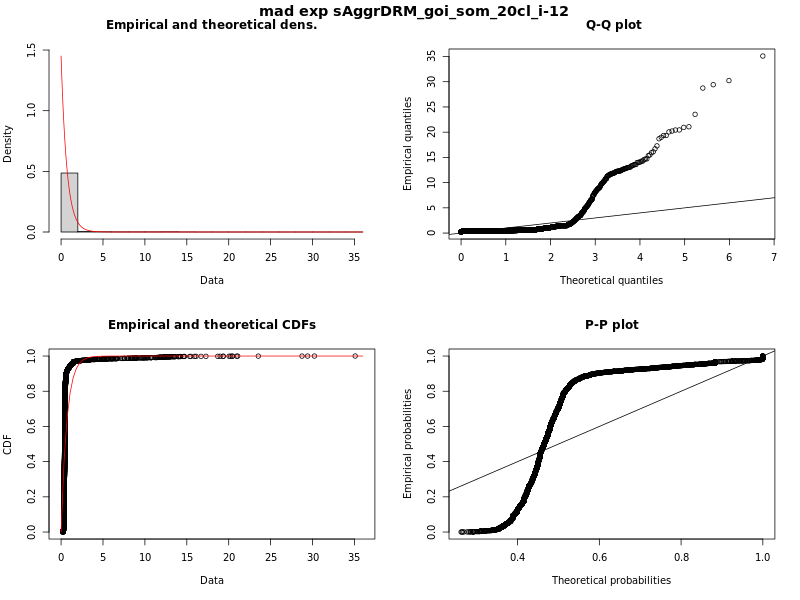 mad exp sAggrDRM_goi_som_20cl_i-12
Empirical and theoretical dens.
Density
0.0 0.5 1.0 1.5
0 5 10 15 20 25 30 35
Data
Q-Q plot
Empirical quantiles
0 5 10 15 20 25 30 35
0 1 2 3 4 5 6 7
Theoretical quantiles
Empirical and theoretical CDFs
CDF
0.0 0.2 0.4 0.6 0.8 1.0
0 5 10 15 20 25 30 35
Data
P-P plot
Empirical probabilities
0.0 0.2 0.4 0.6 0.8 1.0
0.4 0.6 0.8 1.0
Theoretical probabilities